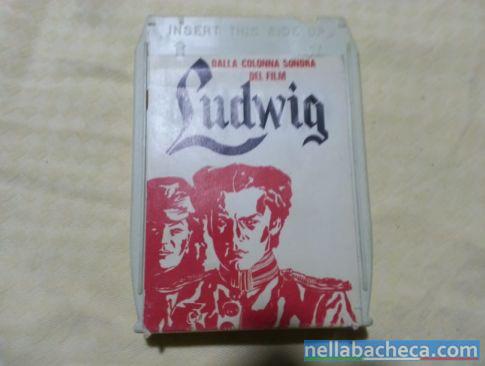 INSERT THIS SIDE UP
DALLA COLONNA SONORA
DEL FILM
Ludwig
nellabacheca.com